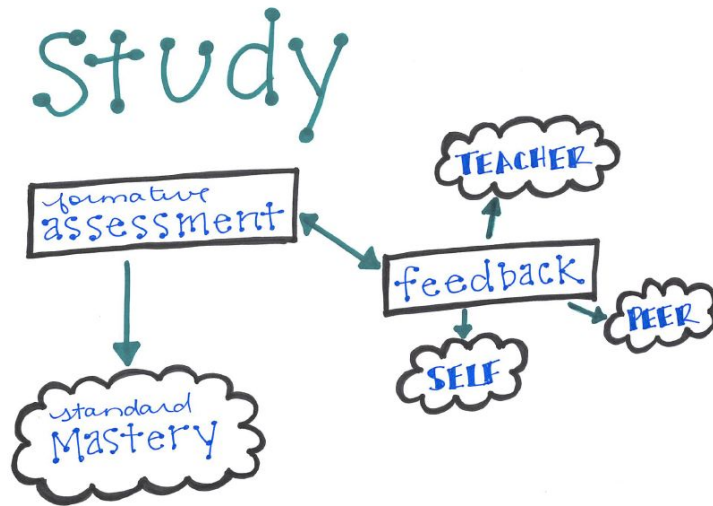 Study
TEACHER
formative
assessment
feedback
PEER
SELF
standard
Mastery